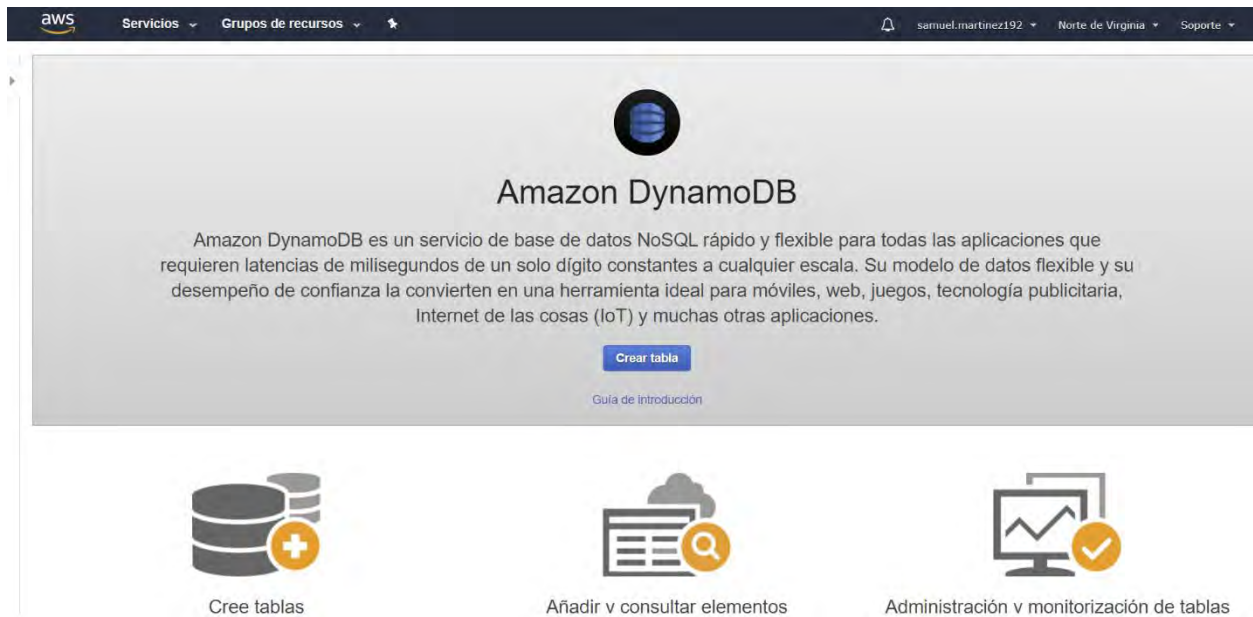 aws Servicios Grupos de recursos samuel.martinez192 Norte de Virginia Soporte
Amazon DynamoDB
Amazon DynamoDB es un servicio de base de datos NoSQL rápido y flexible para todas las aplicaciones que
requieren latencias de milisegundos de un solo dígito constantes a cualquier escala. Su modelo de datos flexible y su
desempeño de confianza la convierten en una herramienta ideal para móviles, web, juegos, tecnología publicitaria,
Internet de las cosas (IoT) y muchas otras aplicaciones.
Crear tabla
Guía de introducción
Cree tablas Añadir y consultar elementos Administración y monitorización de tablas